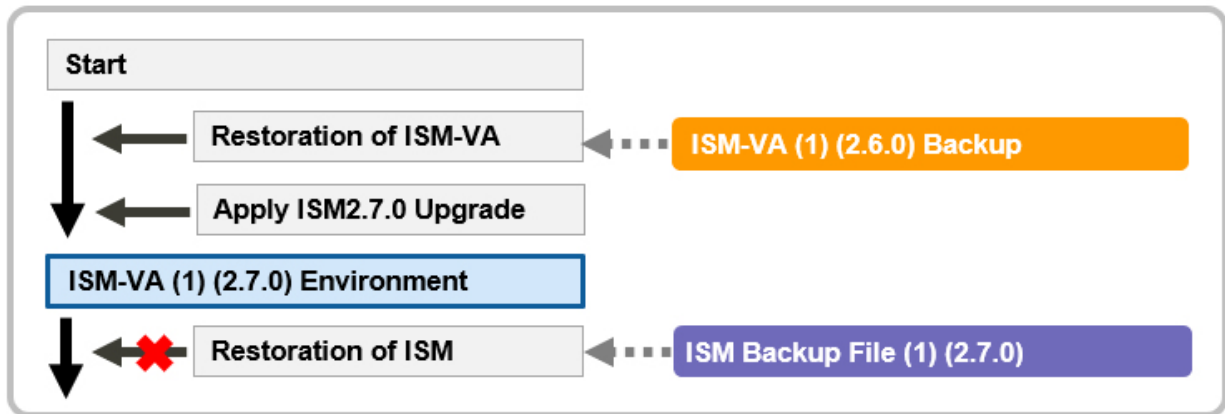 Start
Restoration of ISM-VA
ISM-VA (1) (2.6.0) Backup
Apply ISM2.7.0 Upgrade
ISM-VA (1) (2.7.0) Environment
Restoration of ISM
ISM Backup File (1) (2.7.0)